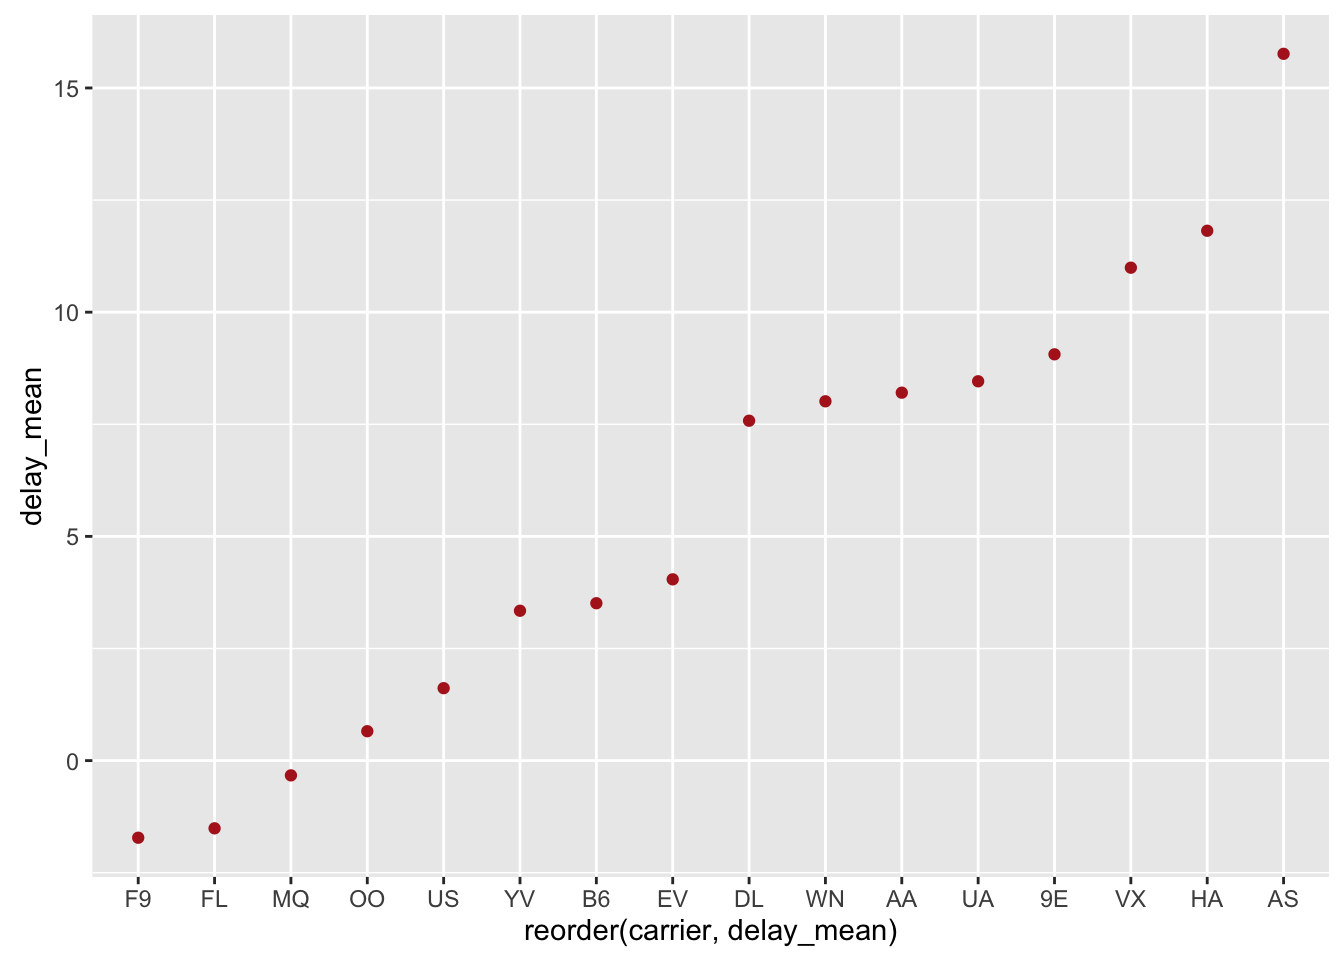 15
10
5
0
delay_mean
F9 FL MQ OO US YV B6 EV DL WN AA UA 9E VX HA AS
reorder(carrier, delay_mean)